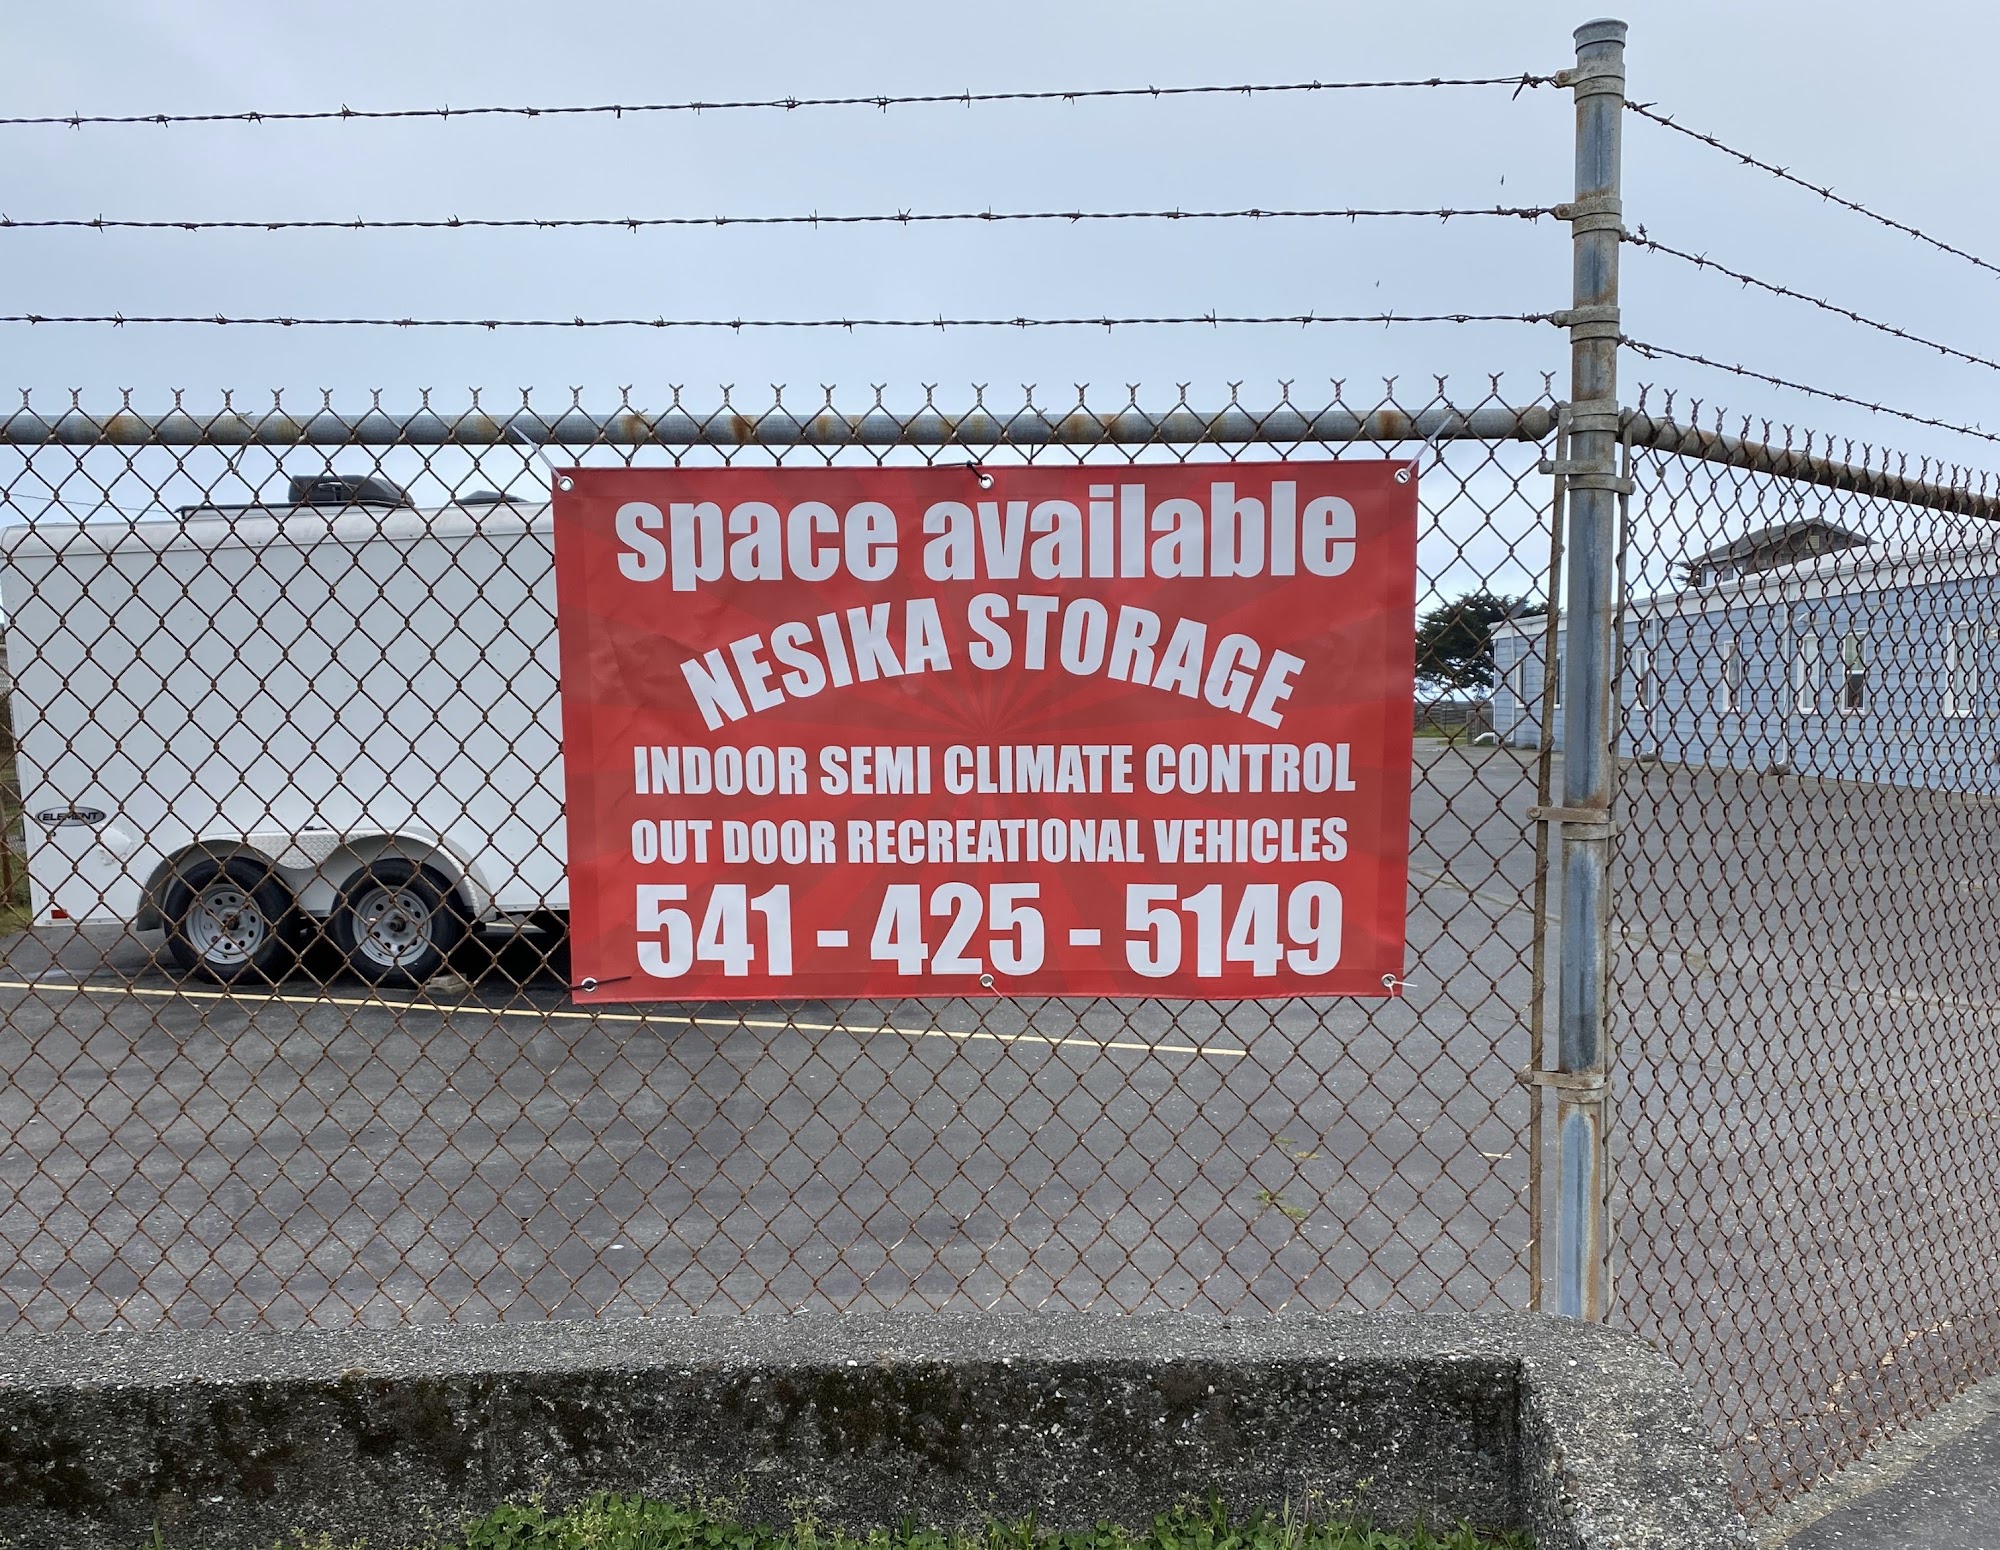 space available
NESIKA STORAGE
INDOOR SEMI CLIMATE CONTROL
OUT DOOR RECREATIONAL VEHICLES
541 - 425 - 5149
ELEMENT